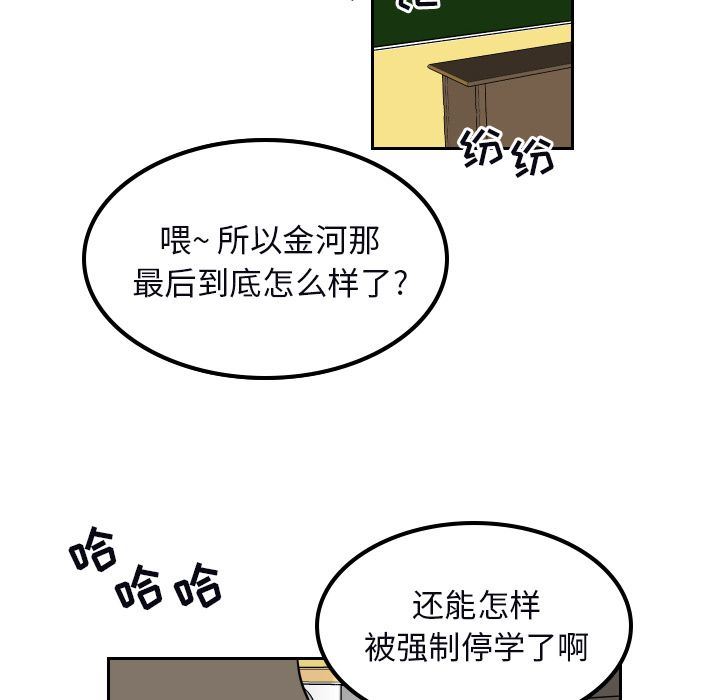 纷纷
喂~所以金河那
最后到底怎么样了?
哈
哈哈
还能怎样
被强制停学了啊